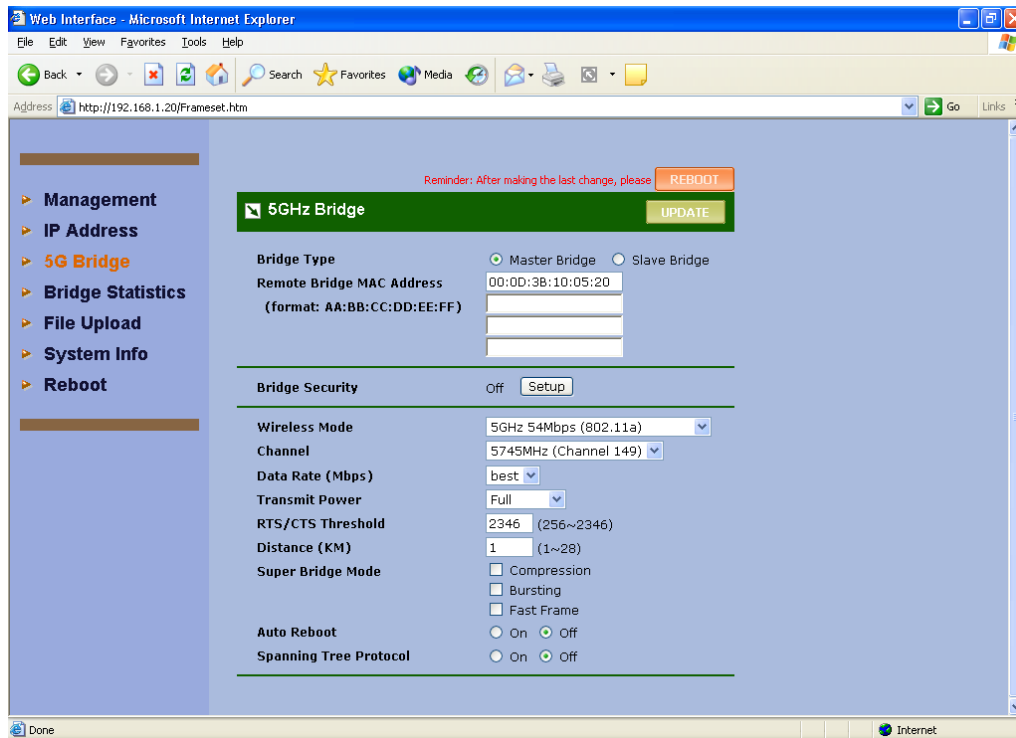 Web Interface - Microsoft Internet Explorer
File Edit View Favorites Tools Help
Back Search Favorites Media
Address http://192.168.1.20/Frameset.htm Go Links
Management
IP Address
5G Bridge
Bridge Statistics
File Upload
System Info
Reboot
Reminder: After making the last change, please REBOOT
5GHz Bridge UPDATE
Bridge Type Master Bridge Slave Bridge
Remote Bridge MAC Address 00:0D:3B:10:05:20
(format: AA:BB:CC:DD:EE:FF)
Bridge Security Off Setup
Wireless Mode 5GHz 54Mbps (802.11a)
Channel 5745MHz (Channel 149)
Data Rate (Mbps) best
Transmit Power Full
RTS/CTS Threshold 2346 (256~2346)
Distance (KM) 1 (1~28)
Super Bridge Mode Compression
Bursting
Fast Frame
Auto Reboot On Off
Spanning Tree Protocol On Off
Done Internet